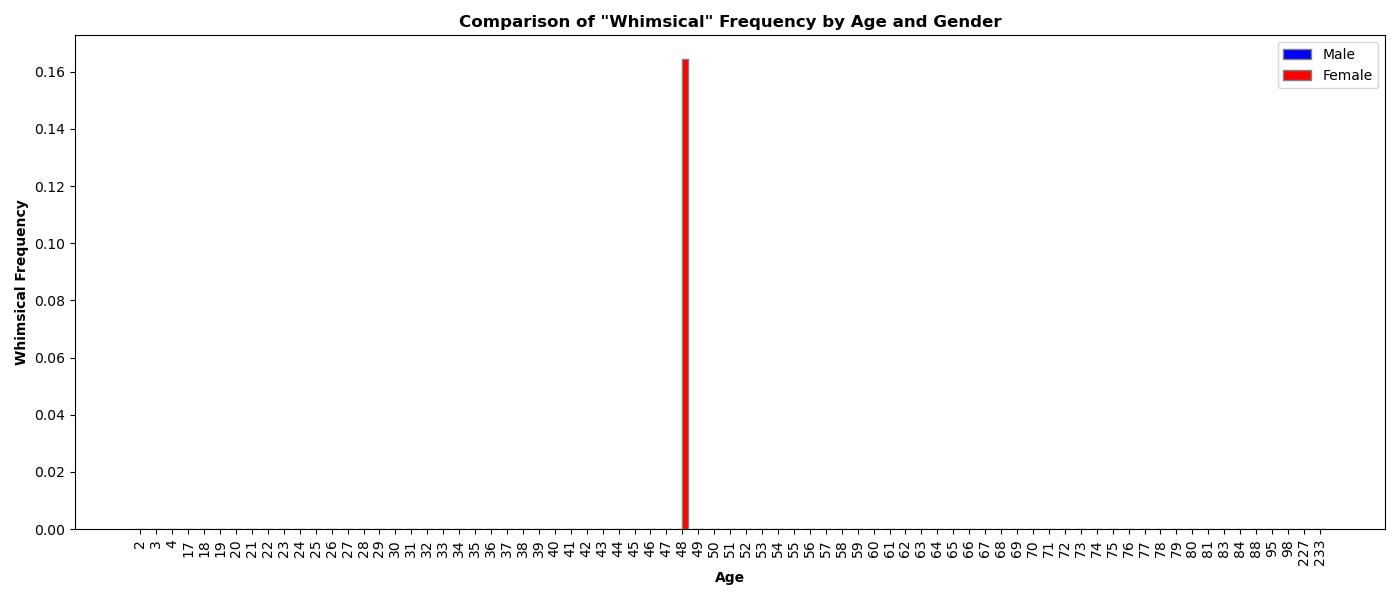 Comparison of "Whimsical" Frequency by Age and Gender
Male
Female
Whimsical Frequency
0.16
0.14
0.12
0.10
0.08
0.06
0.04
0.02
0.00
2 3 4 17 18 19 20 21 22 23 24 25 26 27 28 29 30 31 32 33 34 35 36 37 38 39 40 41 42 43 44 45 46 47 48 49 50 51 52 53 54 55 56 57 58 59 60 61 62 63 64 65 66 67 68 69 70 71 72 73 74 75 76 77 78 79 80 81 83 84 88 95 98 227 233
Age